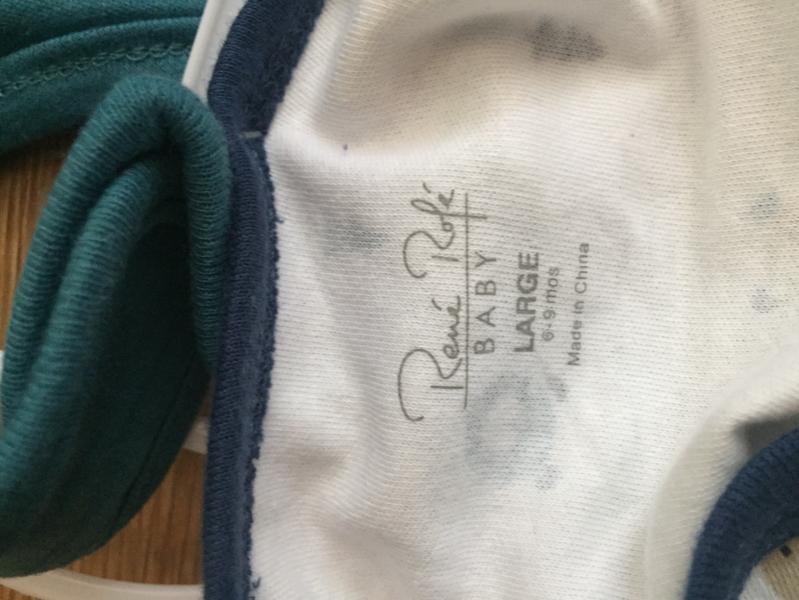 René Rofé
BABY
LARGE
6-9 mos
Made in China